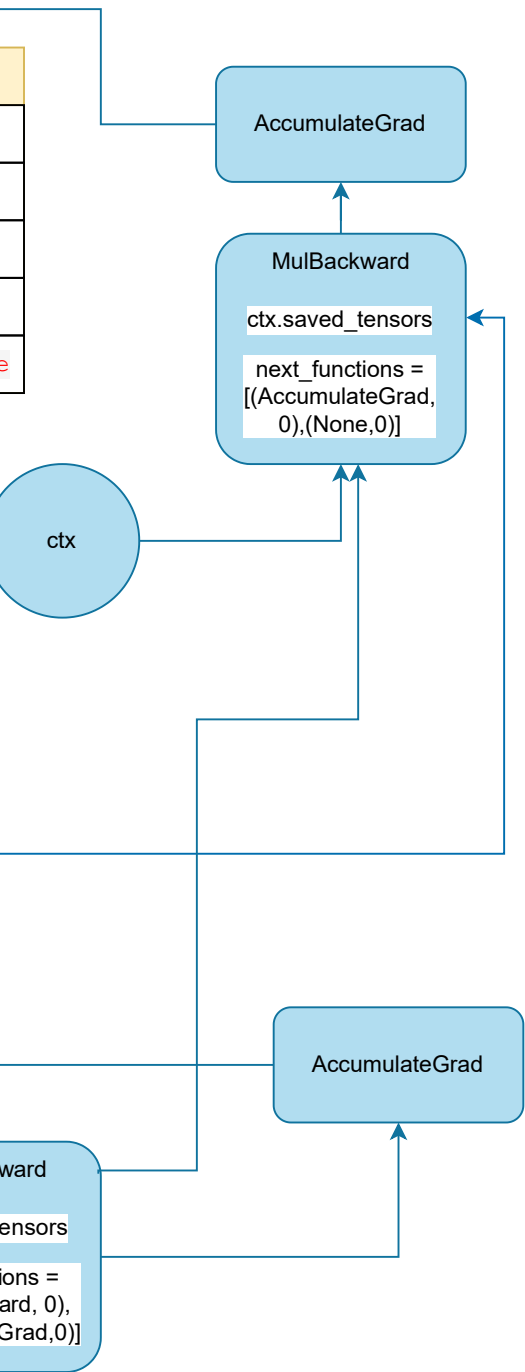 AccumulateGrad
MulBackward
ctx.saved_tensors
next_functions =
[(AccumulateGrad,
0),(None,0)]
e
ctx
AccumulateGrad
ward
ensors
ions =
ard, 0),
Grad,0)]